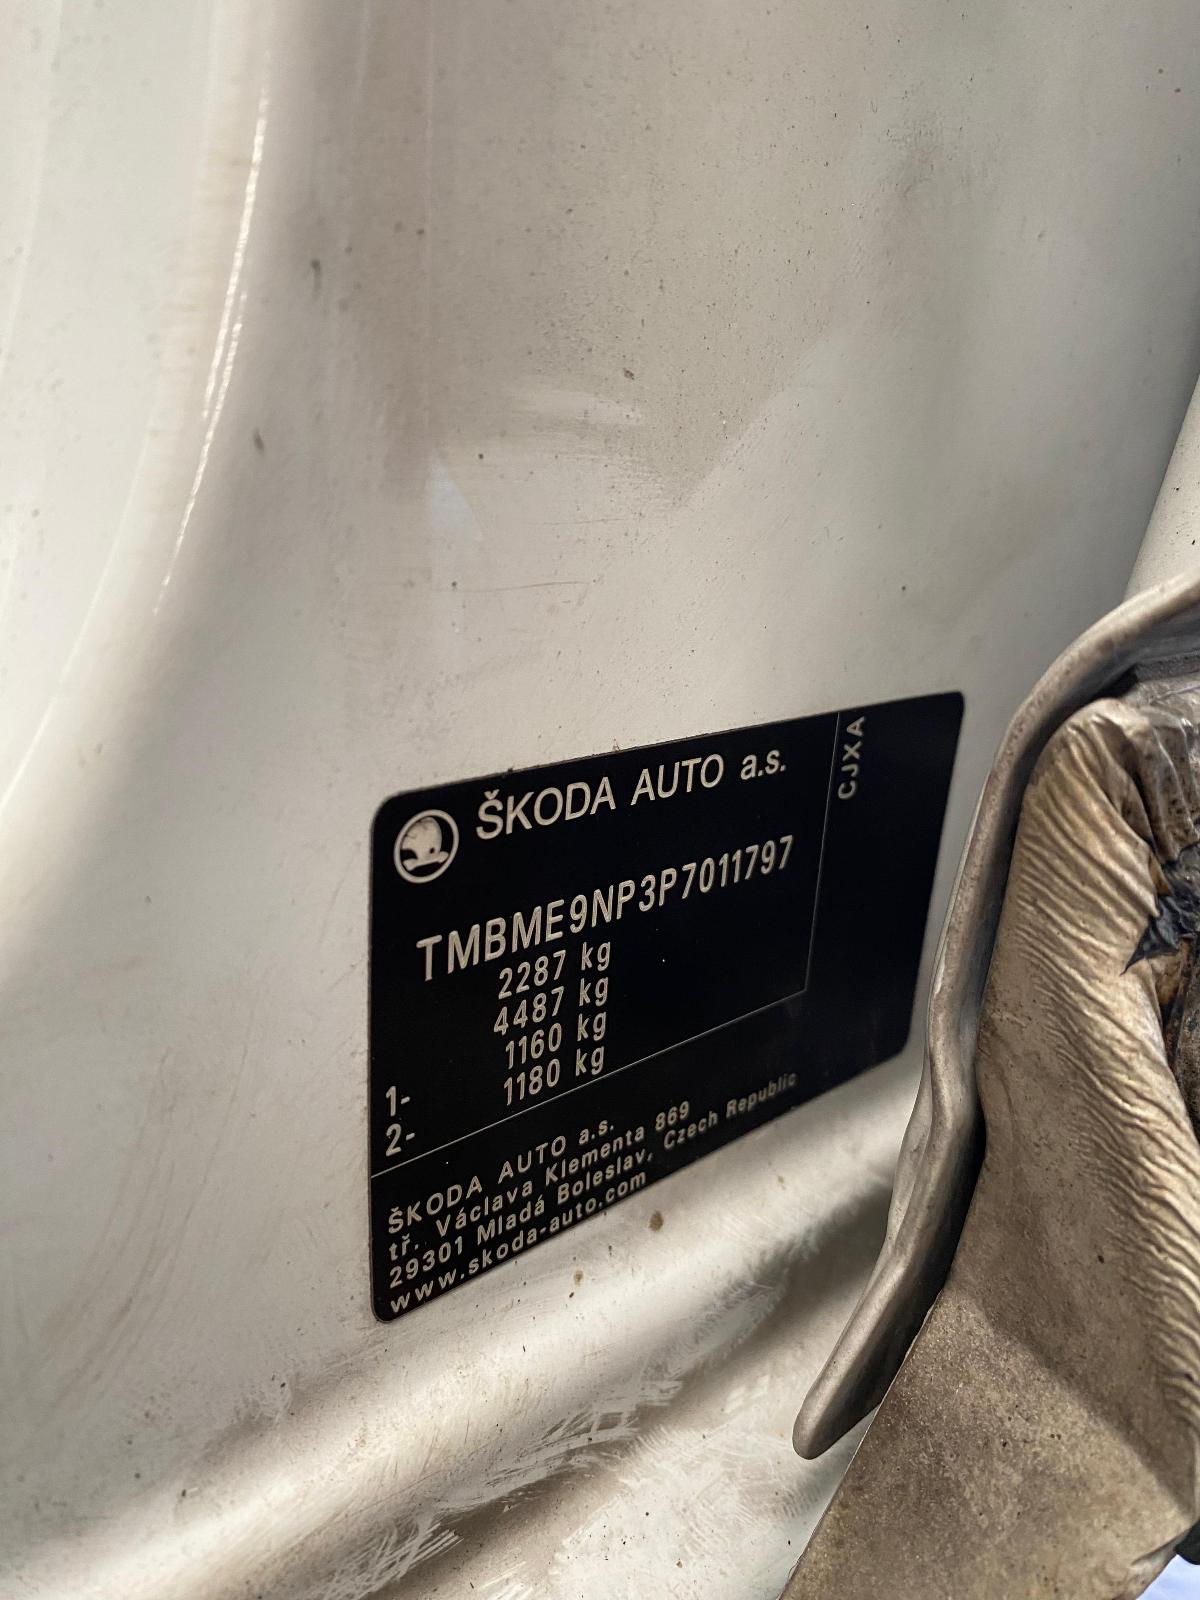 ŠKODA AUTO a.s.
CJXA
TMBME9NP3P7011797
2287 kg
4487 kg
1- 1160 kg
2- 1180 kg
ŠKODA AUTO a.s.
tř. Václava Klementa 869
29301 Mladá Boleslav, Czech Republic
www.skoda-auto.com